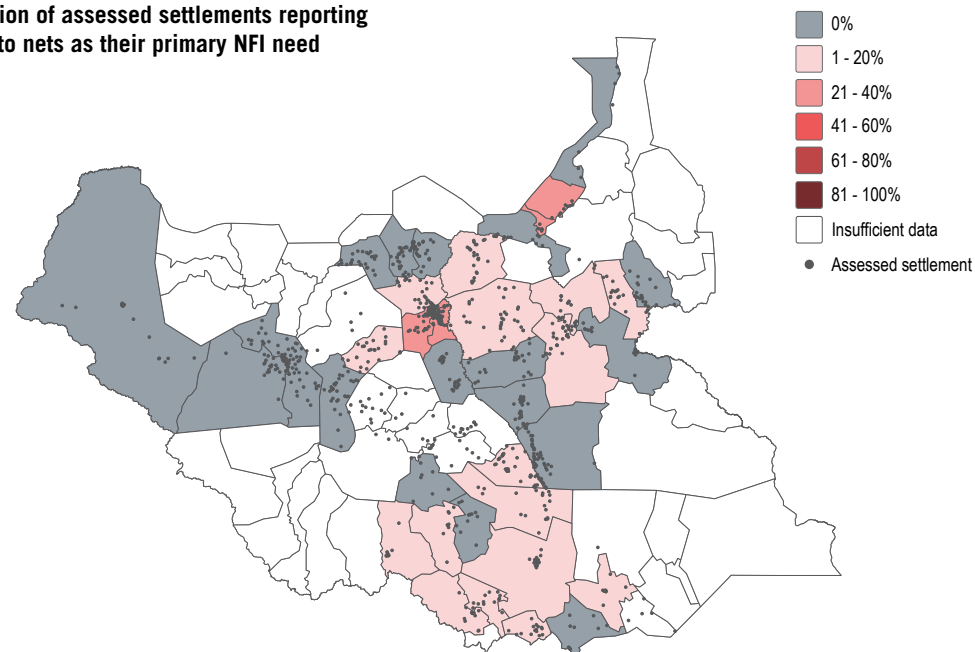 ion of assessed settlements reporting
to nets as their primary NFI need
0%
1 - 20%
21 - 40%
41 - 60%
61 - 80%
81 - 100%
Insufficient data
Assessed settlement